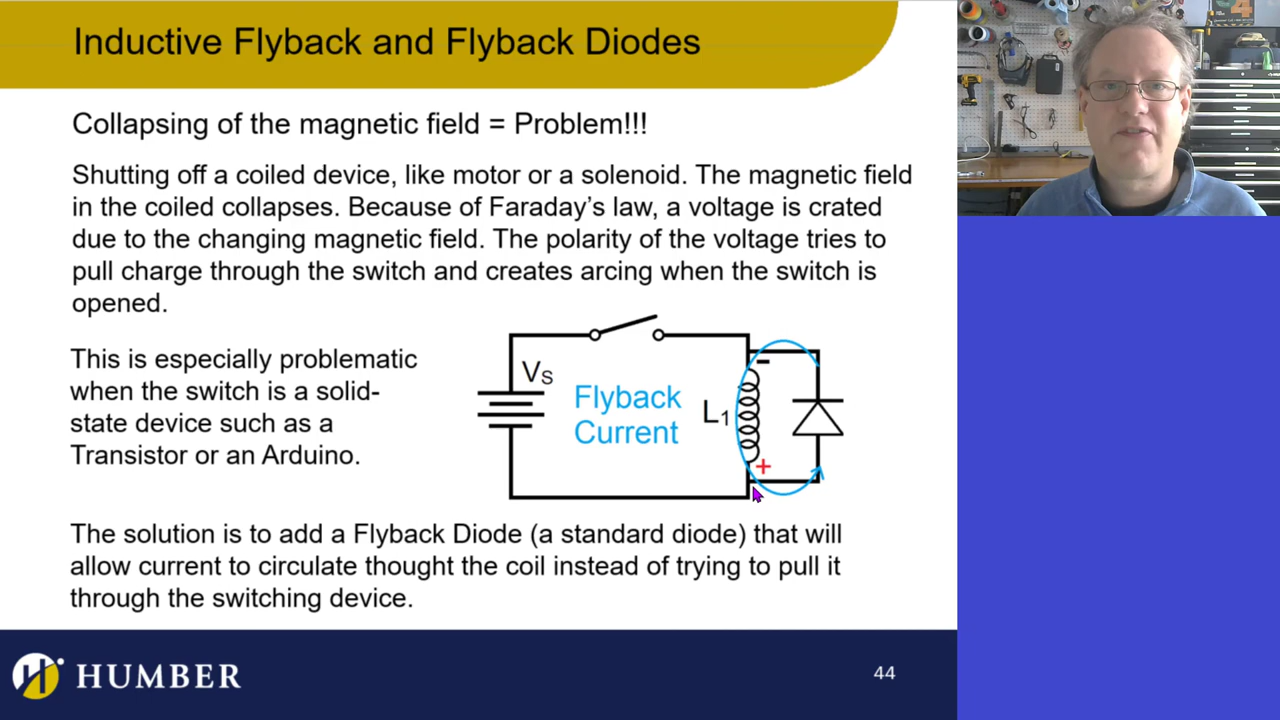 Inductive Flyback and Flyback Diodes
Collapsing of the magnetic field = Problem!!!
Shutting off a coiled device, like motor or a solenoid. The magnetic field
in the coiled collapses. Because of Faraday's law, a voltage is crated
due to the changing magnetic field. The polarity of the voltage tries to
pull charge through the switch and creates arcing when the switch is
opened.
This is especially problematic
when the switch is a solid-
state device such as a
Transistor or an Arduino.
VS
Flyback
Current
L1
-
+
The solution is to add a Flyback Diode (a standard diode) that will
allow current to circulate thought the coil instead of trying to pull it
through the switching device.
HUMBER
44